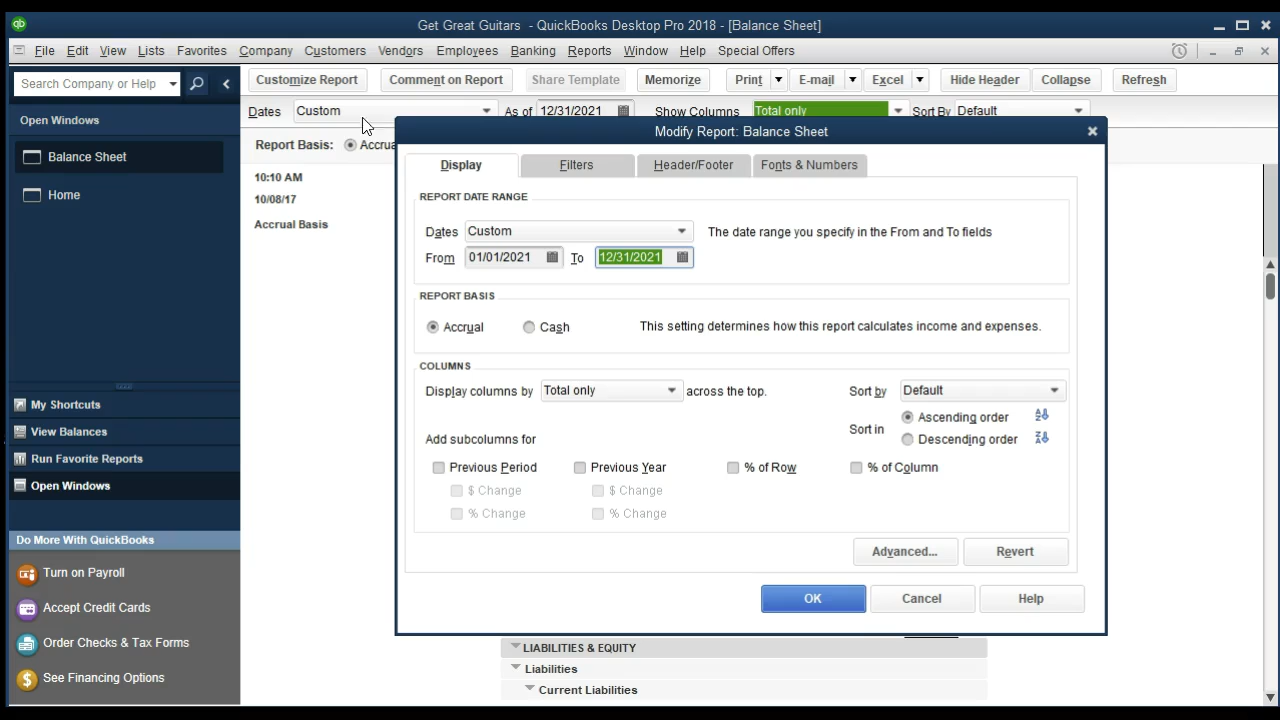 Get Great Guitars - QuickBooks Desktop Pro 2018 - [Balance Sheet]
File Edit View Lists Favorites Company Customers Vendors Employees Banking Reports Window Help Special Offers
Search Company or Help
Customize Report Comment on Report Share Template Memorize Print E-mail Excel Hide Header Collapse Refresh
Dates Custom As of 12/31/2021 Show Columns Total only Sort By Default
Open Windows
Balance Sheet
Home
Report Basis: Accrua
10:10 AM
10/08/17
Accrual Basis
Modify Report: Balance Sheet
Display Filters Header/Footer Fonts & Numbers
REPORT DATE RANGE
Dates Custom The date range you specify in the From and To fields
From 01/01/2021 To 12/31/2021
REPORT BASIS
Accrual Cash This setting determines how this report calculates income and expenses.
COLUMNS
Display columns by Total only across the top. Sort by Default
Sort in Ascending order
Descending order
Add subcolumns for
Previous Period Previous Year % of Row % of Column
$ Change $ Change
% Change % Change
Advanced... Revert
OK Cancel Help
My Shortcuts
View Balances
Run Favorite Reports
Open Windows
Do More With QuickBooks
Turn on Payroll
Accept Credit Cards
Order Checks & Tax Forms
See Financing Options
LIABILITIES & EQUITY
Liabilities
Current Liabilities